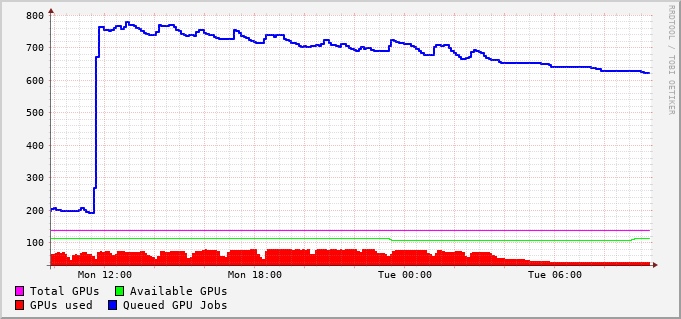 800
700
600
500
400
300
200
100
Mon 12:00 Mon 18:00 Tue 00:00 Tue 06:00
Total GPUs Available GPUs
GPUs used Queued GPU Jobs
RRDTOOL / TOBI OETIKER